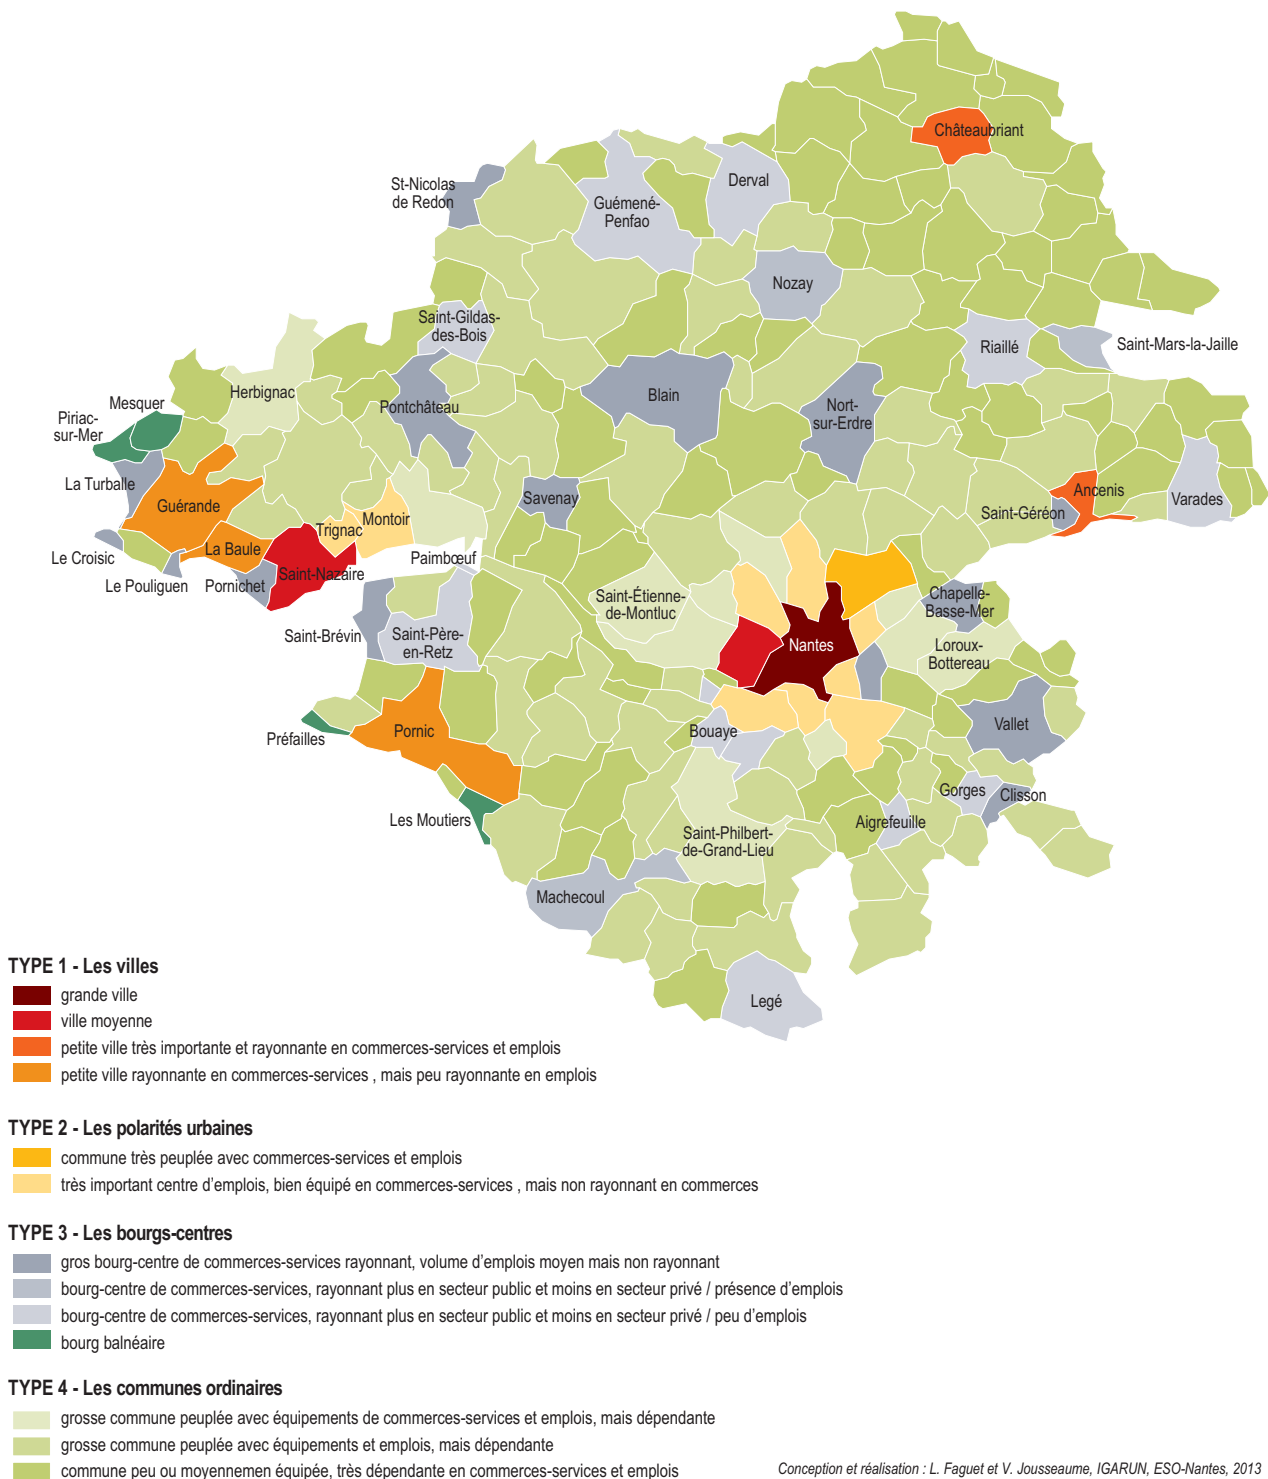 Châteaubriant
St-Nicolas
de Redon
Derval
Guémené-
Penfao
Nozay
Saint-Gildas-
des-Bois
Riaillé
Saint-Mars-la-Jaille
Herbignac
Blain
Mesquer
Pontchâteau
Nort-
sur-Erdre
Piriac-
sur-Mer
La Turballe
Guérande
Savenay
Ancenis
Varades
Saint-Géréon
Montoir
Trignac
Le Croisic
La Baule
Paimbœuf
Saint-Nazaire
Le Pouliguen
Pornichet
Saint-Étienne-
de-Montluc
Chapelle-
Basse-Mer
Saint-Brévin
Saint-Père-
en-Retz
Nantes
Loroux-
Bottereau
Préfailles
Pornic
Bouaye
Vallet
Gorges
Clisson
Les Moutiers
Aigrefeuille
Saint-Philbert-
de-Grand-Lieu
Machecoul
Legé
TYPE 1 - Les villes
grande ville
ville moyenne
petite ville très importante et rayonnante en commerces-services et emplois
petite ville rayonnante en commerces-services , mais peu rayonnante en emplois
TYPE 2 - Les polarités urbaines
commune très peuplée avec commerces-services et emplois
très important centre d'emplois, bien équipé en commerces-services , mais non rayonnant en commerces
TYPE 3 - Les bourgs-centres
gros bourg-centre de commerces-services rayonnant, volume d'emplois moyen mais non rayonnant
bourg-centre de commerces-services, rayonnant plus en secteur public et moins en secteur privé / présence d'emplois
bourg-centre de commerces-services, rayonnant plus en secteur public et moins en secteur privé / peu d'emplois
bourg balnéaire
TYPE 4 - Les communes ordinaires
grosse commune peuplée avec équipements de commerces-services et emplois, mais dépendante
grosse commune peuplée avec équipements et emplois, mais dépendante
commune peu ou moyennemen équipée, très dépendante en commerces-services et emplois
Conception et réalisation : L. Faguet et V. Jousseaume, IGARUN, ESO-Nantes, 2013